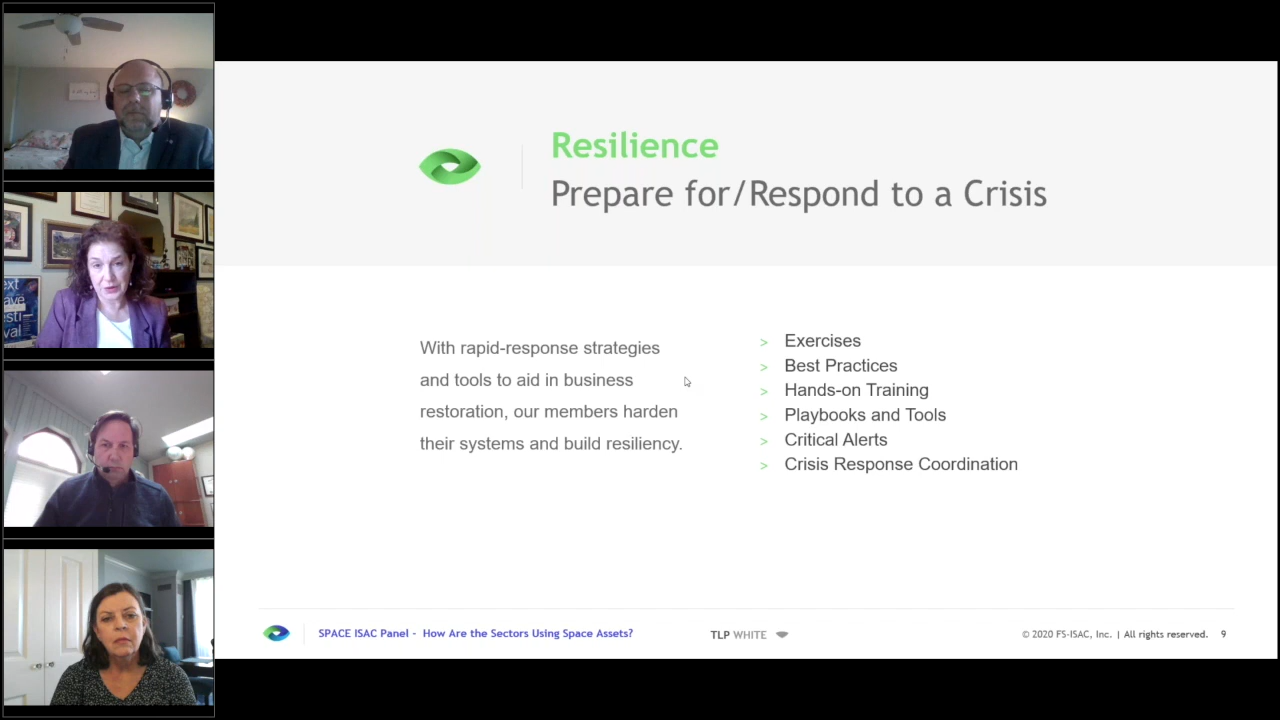 Resilience
Prepare for/Respond to a Crisis
With rapid-response strategies
and tools to aid in business
restoration, our members harden
their systems and build resiliency.
> Exercises
> Best Practices
> Hands-on Training
> Playbooks and Tools
> Critical Alerts
> Crisis Response Coordination
SPACE ISAC Panel - How Are the Sectors Using Space Assets?
TLP WHITE
© 2020 FS-ISAC, Inc. | All rights reserved. 9